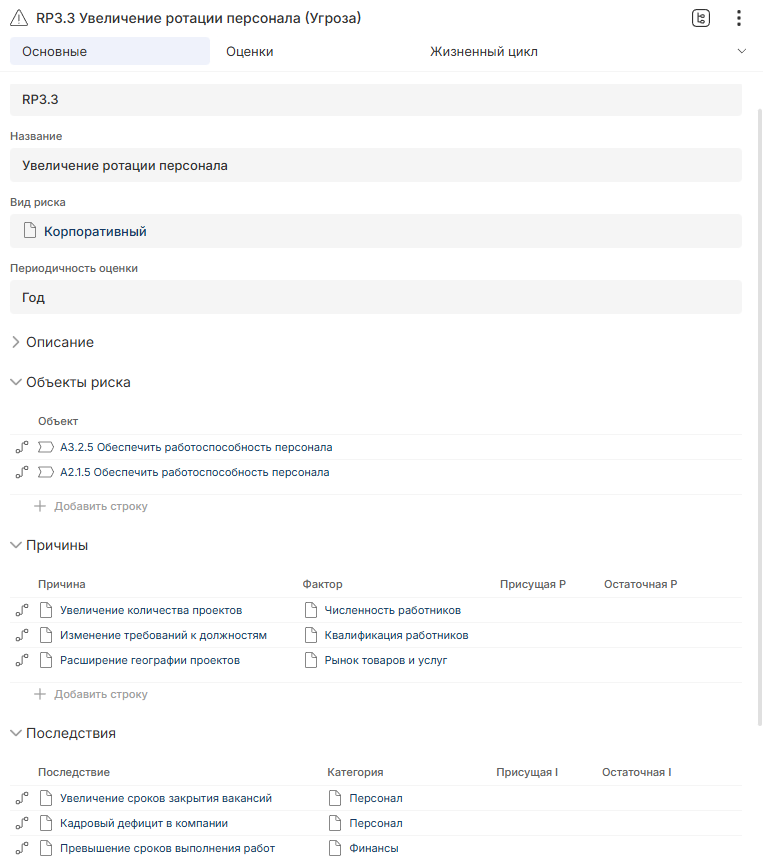 RP3.3 Увеличение ротации персонала (Угроза)
Основные Оценки Жизненный цикл
RP3.3
Название
Увеличение ротации персонала
Вид риска
Корпоративный
Периодичность оценки
Год
Описание
Объекты риска
Объект
A3.2.5 Обеспечить работоспособность персонала
A2.1.5 Обеспечить работоспособность персонала
Добавить строку
Причины
Причина Фактор Присущая P Остаточная P
Увеличение количества проектов Численность работников
Изменение требований к должностям Квалификация работников
Расширение географии проектов Рынок товаров и услуг
Добавить строку
Последствия
Последствие Категория Присущая I Остаточная I
Увеличение сроков закрытия вакансий Персонал
Кадровый дефицит в компании Персонал
Превышение сроков выполнения работ Финансы